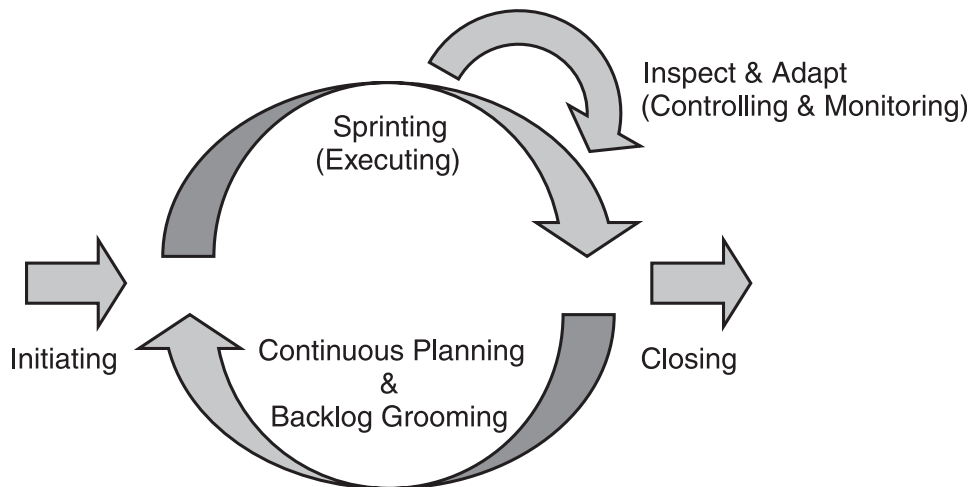 Inspect & Adapt
(Controlling & Monitoring)
Sprinting
(Executing)
Initiating
Continuous Planning
&
Backlog Grooming
Closing